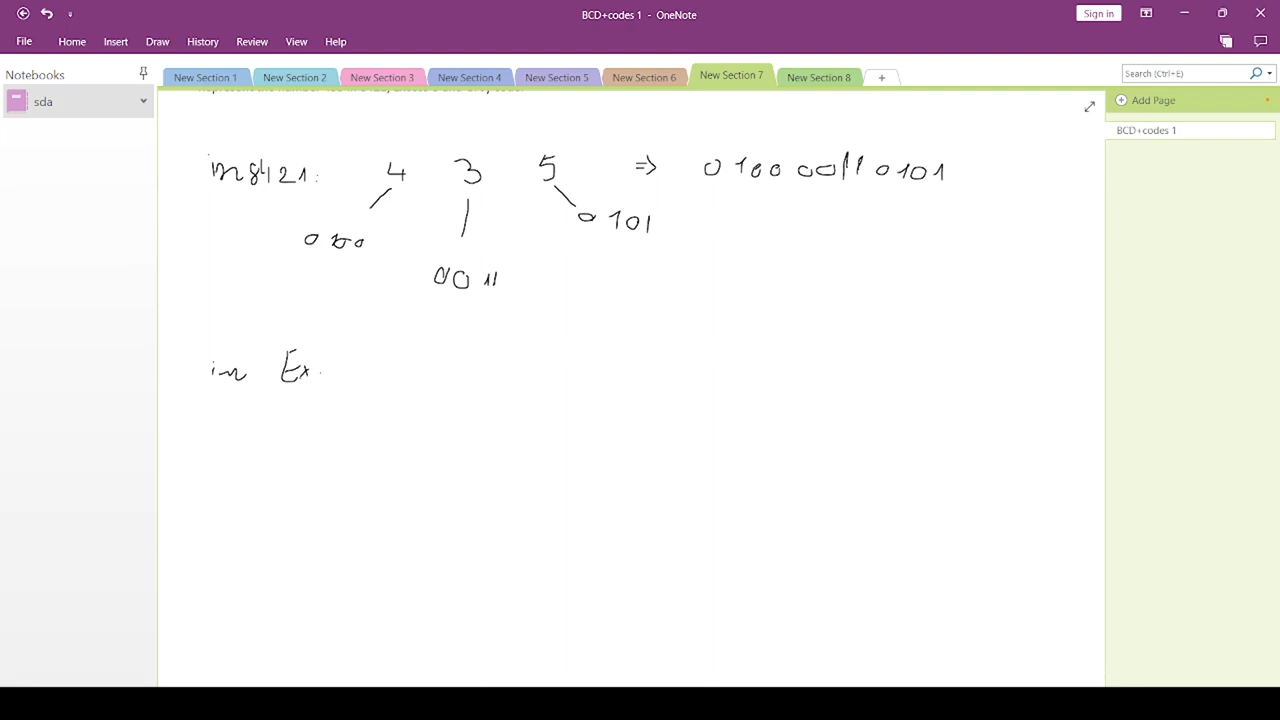 BCD+codes 1 - OneNote
Sign in
File Home Insert Draw History Review View Help
Notebooks
New Section 1 New Section 2 New Section 3 New Section 4 New Section 5 New Section 6 New Section 7 New Section 8 +
Search (Ctrl+E)
sda
Add Page
BCD+codes 1
in 8421: 4 3 5 => 0100 0011 0101
0100 0011 0101
in Ex.